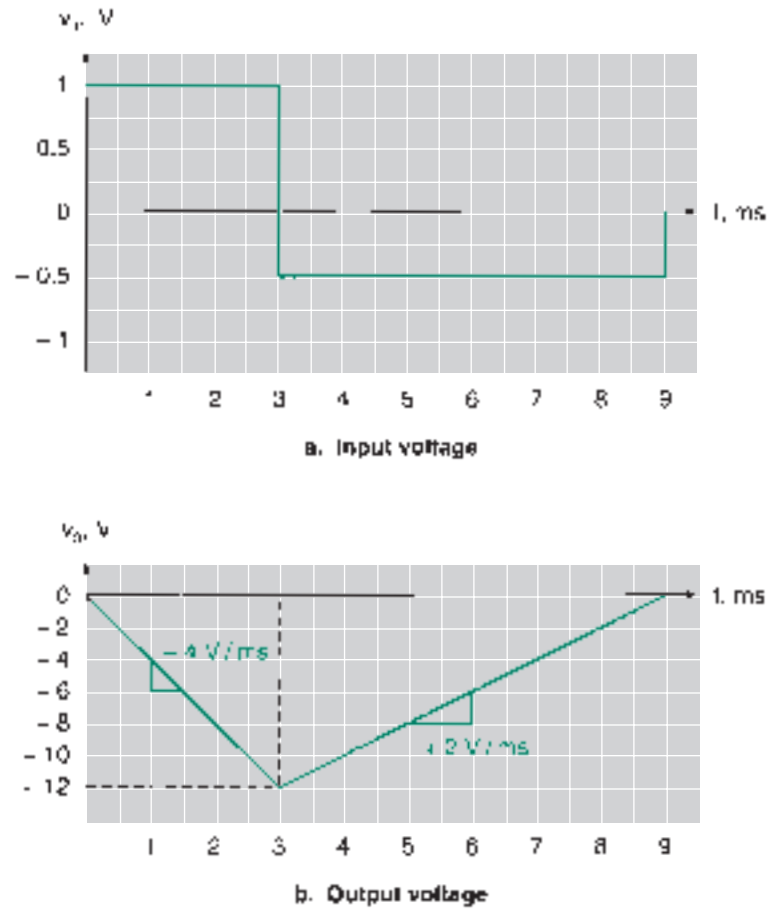 v₁, V
1
0.5
0
t, ms
– 0.5
– 1
2 3 4 5 6 7 8 9
a. Input voltage
V
0
t, ms
– 2
– 4
– 4 V/ms
– 6
– 8
+ 2 V/ms
– 10
- 12
1 2 3 4 5 6 7 8 9
b. Output voltage